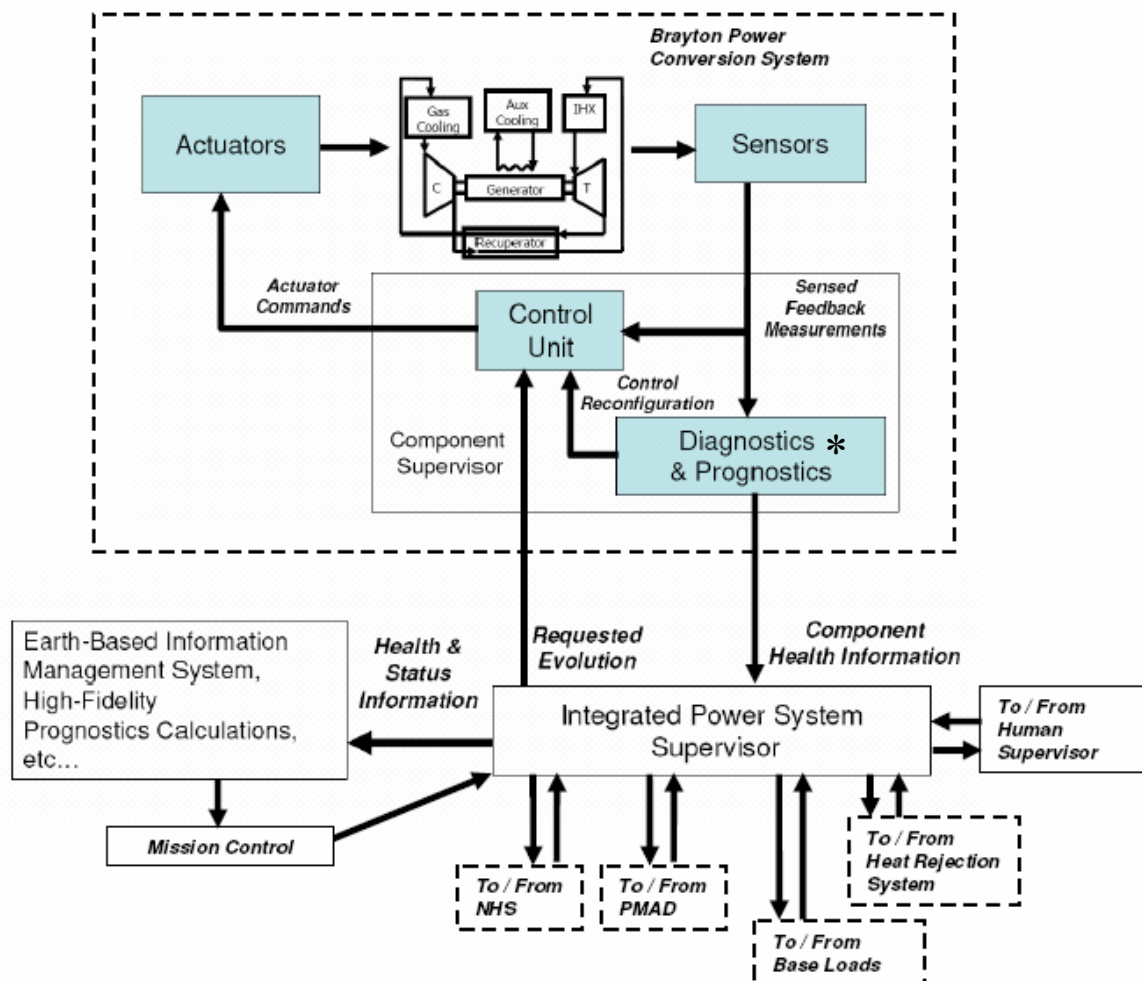 Brayton Power
Conversion System
Actuators
Gas
Cooling
Aux
Cooling
IHX
Sensors
C
Generator
T
Recuperator
Actuator
Commands
Control
Unit
Sensed
Feedback
Measurements
Control
Reconfiguration
Component
Supervisor
Diagnostics *
& Prognostics
Earth-Based Information
Management System,
High-Fidelity
Prognostics Calculations,
etc...
Health &
Status
Information
Requested
Evolution
Component
Health Information
Integrated Power System
Supervisor
To / From
Human
Supervisor
Mission Control
To / From
NHS
To / From
PMAD
To / From
Heat Rejection
System
To / From
Base Loads